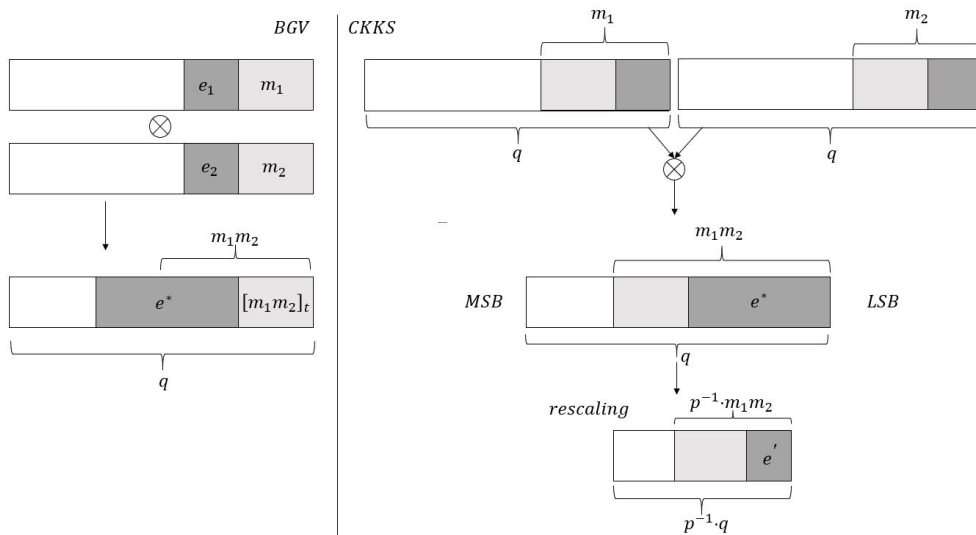 BGV
e₁ m₁
⊗
e₂ m₂
m₁m₂
e* [m₁m₂]ₜ
q
CKKS
m₁ m₂
q q
⊗
m₁m₂
MSB e* LSB
q
rescaling p⁻¹·m₁m₂
e′
p⁻¹·q